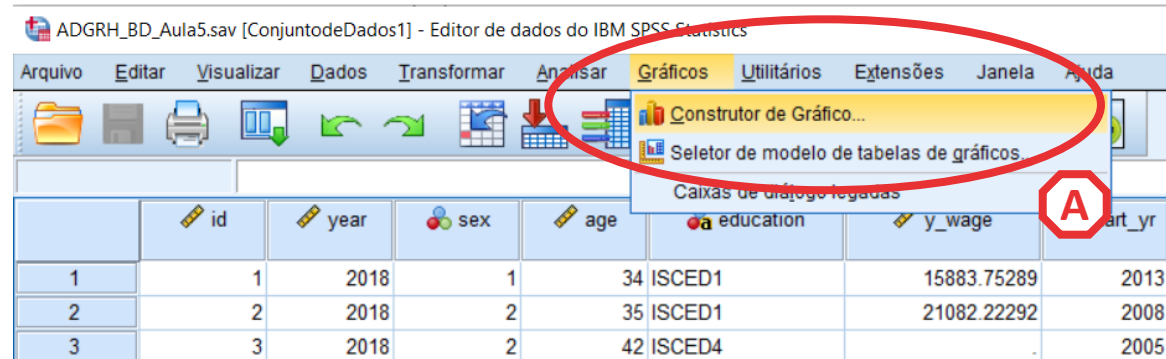 ADGRH_BD_Aula5.sav [ConjuntodeDados1] - Editor de dados do IBM SPSS Statistics
Arquivo Editar Visualizar Dados Transformar Analisar Gráficos Utilitários Extensões Janela Ajuda
Construtor de Gráfico...
Seletor de modelo de tabelas de gráficos...
Caixas de diálogo legadas
A
id year sex age education y_wage art_yr
1 1 2018 1 34 ISCED1 15883.75289 2013
2 2 2018 2 35 ISCED1 21082.22292 2008
3 3 2018 2 42 ISCED4 . 2005